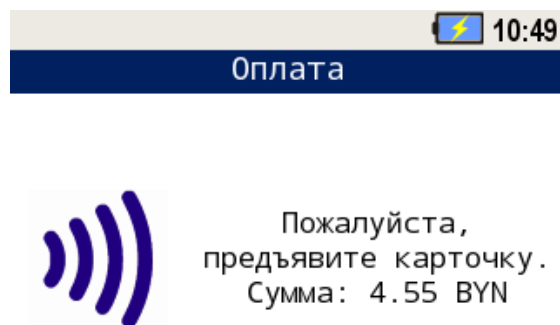 10:49
Оплата
Пожалуйста,
предъявите карточку.
Сумма: 4.55 BYN